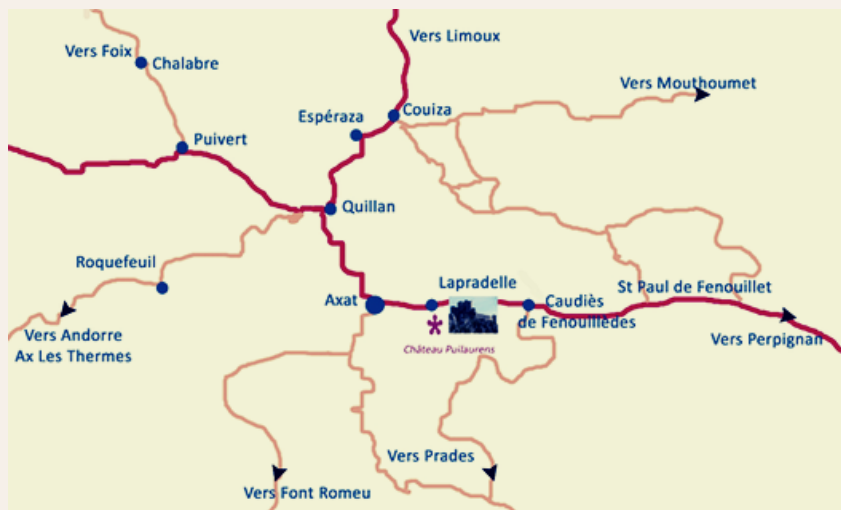 Vers Limoux
Vers Foix
Chalabre
Vers Mouthoumet
Couiza
Espéraza
Puivert
Quillan
Roquefeuil
Lapradelle
St Paul de Fenouillet
Axat
Caudiès
de Fenouillèdes
Vers Andorre
Ax Les Thermes
Château Puilaurens
Vers Perpignan
Vers Prades
Vers Font Romeu